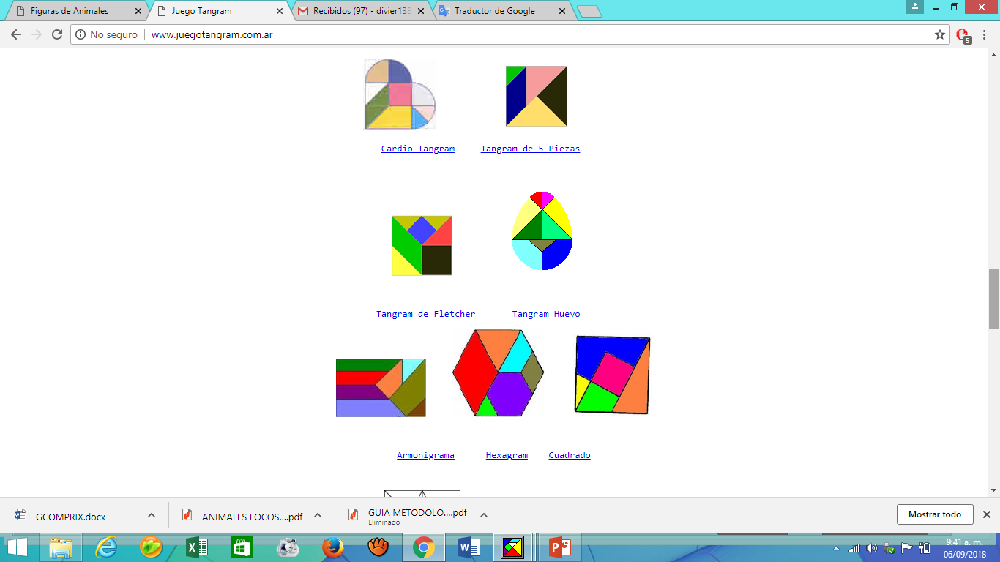 Figuras de Animales
Juego Tangram
Recibidos (97) - divier138
Traductor de Google
No seguro
www.juegotangram.com.ar
5
Cardio Tangram
Tangram de 5 Piezas
Tangram de Fletcher
Tangram Huevo
Armonigrama
Hexagram
Cuadrado
GCOMPRIX.docx
ANIMALES LOCOS....pdf
GUIA METODOLO....pdf
Eliminado
Mostrar todo
9:41 a. m.
06/09/2018